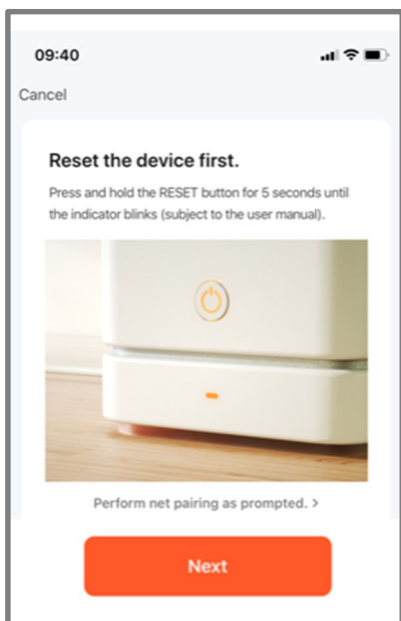 09:40
Cancel
Reset the device first.
Press and hold the RESET button for 5 seconds until
the indicator blinks (subject to the user manual).
Perform net pairing as prompted. >
Next